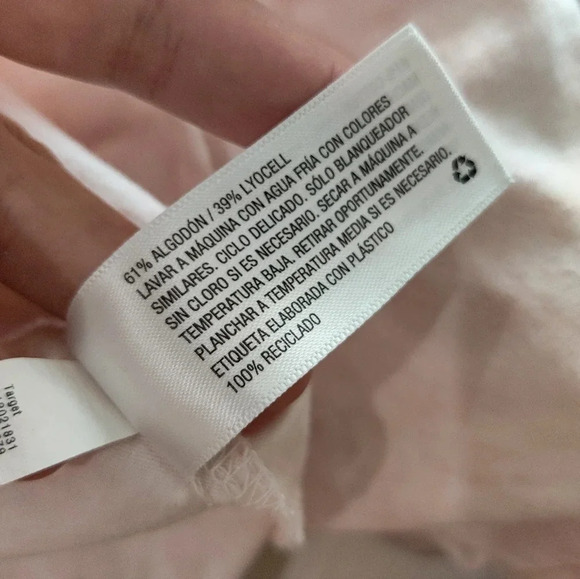 61% ALGODÓN / 39% LYOCELL
LAVAR A MÁQUINA CON AGUA FRÍA CON COLORES
SIMILARES. CICLO DELICADO. SÓLO BLANQUEADOR
SIN CLORO SI ES NECESARIO. SECAR A MÁQUINA A
TEMPERATURA BAJA. RETIRAR OPORTUNAMENTE.
PLANCHAR A TEMPERATURA MEDIA SI ES NECESARIO.
ETIQUETA ELABORADA CON PLÁSTICO
100% RECICLADO
Target